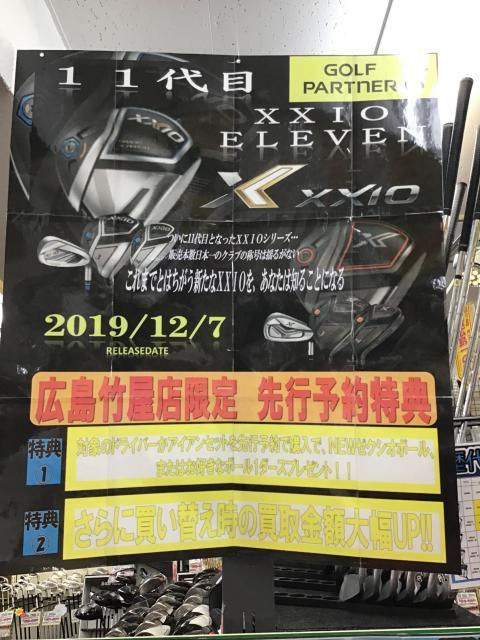 11代目
GOLF
PARTNER
XXIO
ELEVEN
XXIO
XXIO
ついに11代目となったXXIOシリーズ…
販売本数日本一のクラブの称号は揺るがない
これまでとはちがう新たなXXIOを、あなたは知ることになる
2019/12/7
RELEASEDATE
広島竹屋店限定 先行予約特典
特典
1
対象のドライバーかアイアンセットを先行予約で購入で、NEWゼクシオボール、
またはお好きなボール1ダースプレゼント!!
特典
2
さらに買い替え時の買取金額大幅UP!!
歴代